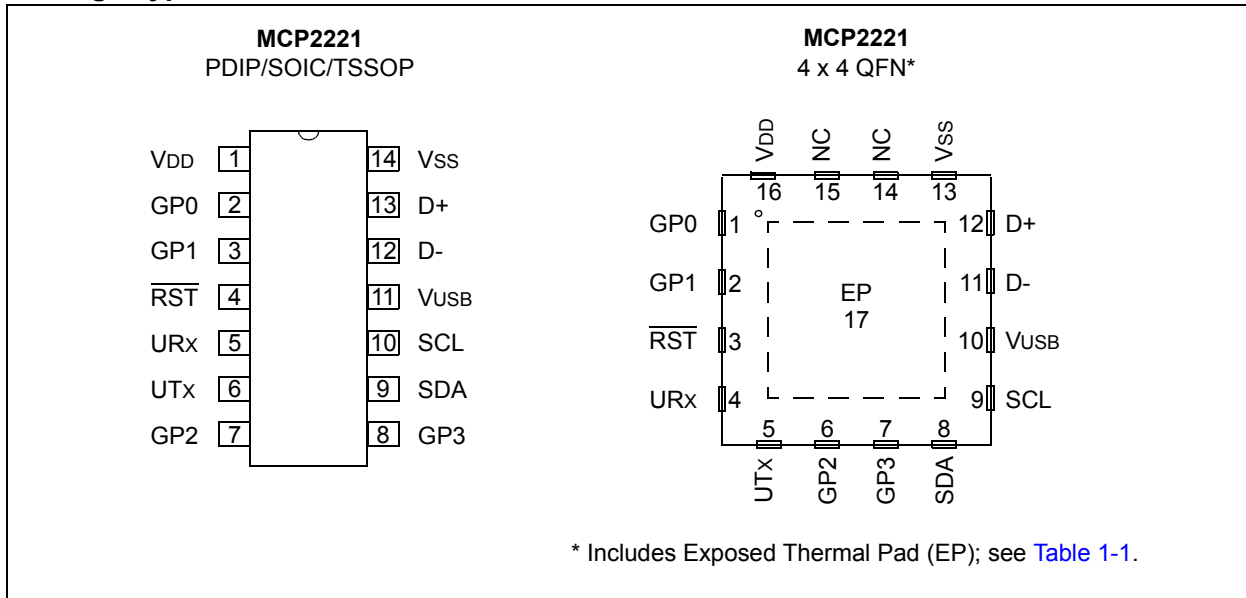 MCP2221
PDIP/SOIC/TSSOP
VDD 1
GP0 2
GP1 3
RST 4
URx 5
UTx 6
GP2 7
14 VSS
13 D+
12 D-
11 VUSB
10 SCL
9 SDA
8 GP3
MCP2221
4 x 4 QFN*
VDD NC NC VSS
16 15 14 13
GP0 1
GP1 2
RST 3
URx 4
EP
17
12 D+
11 D-
10 VUSB
9 SCL
5 6 7 8
UTx GP2 GP3 SDA
* Includes Exposed Thermal Pad (EP); see Table 1-1.